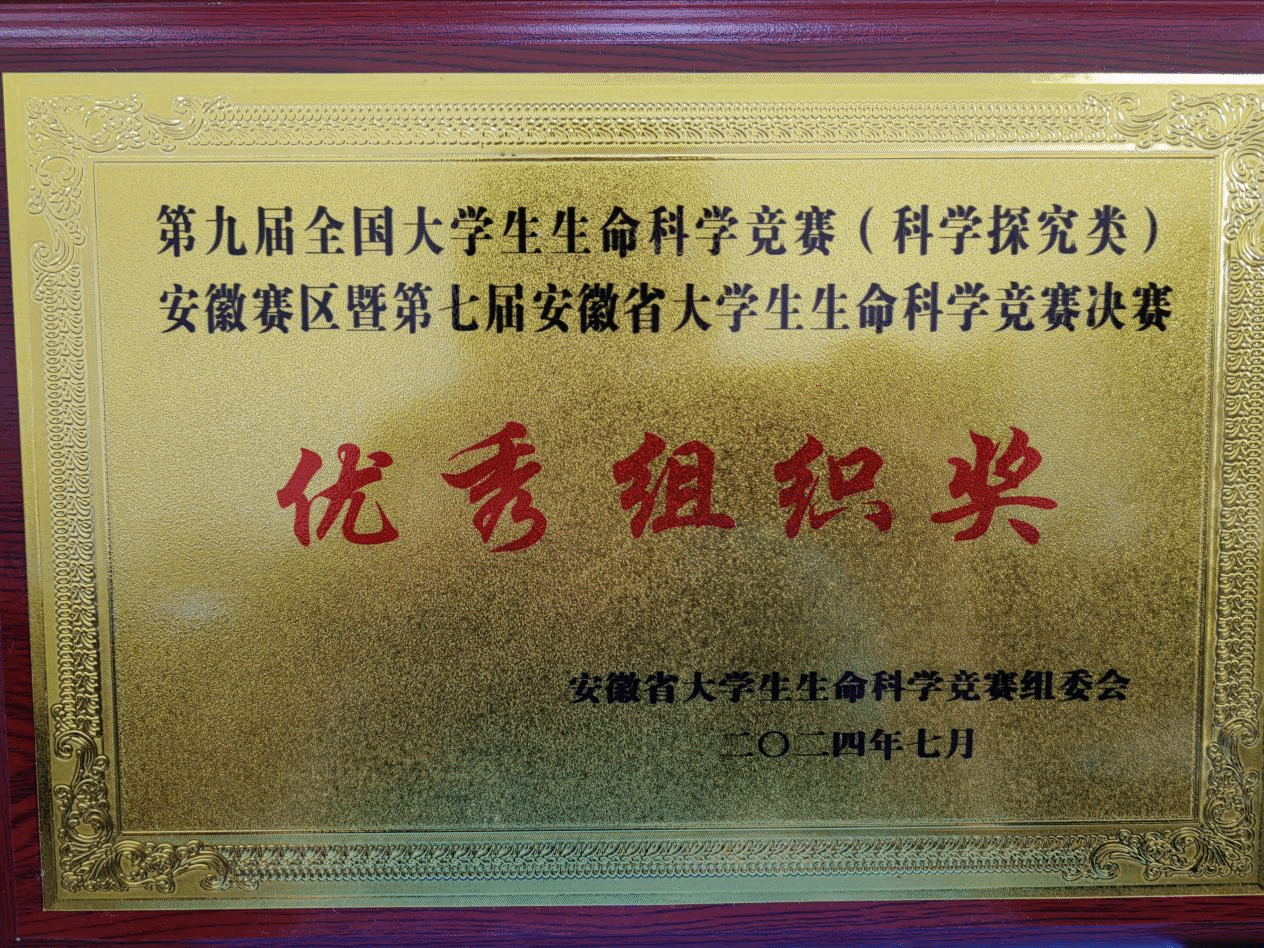 第九届全国大学生生命科学竞赛（科学探究类）
安徽赛区暨第七届安徽省大学生生命科学竞赛决赛
优秀组织奖
安徽省大学生生命科学竞赛组委会
二〇二四年七月